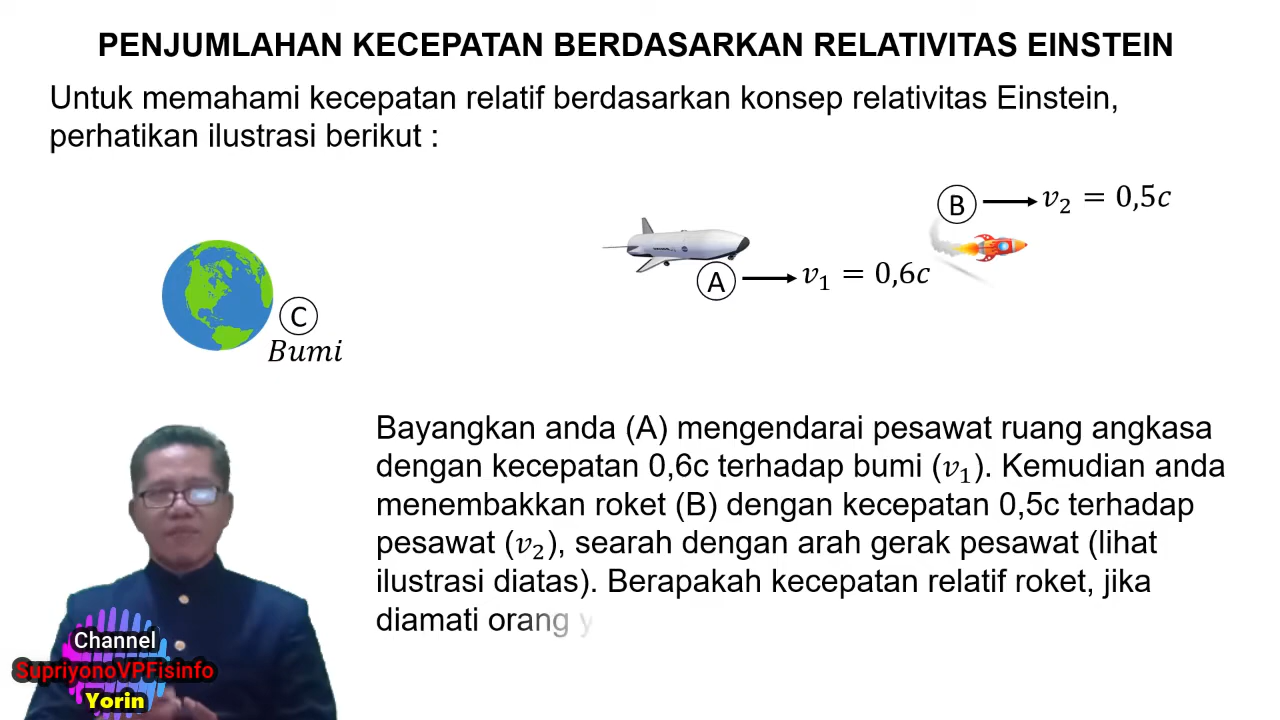 PENJUMLAHAN KECEPATAN BERDASARKAN RELATIVITAS EINSTEIN
Untuk memahami kecepatan relatif berdasarkan konsep relativitas Einstein,
perhatikan ilustrasi berikut :
B v₂ = 0,5c
A v₁ = 0,6c
C
Bumi
Bayangkan anda (A) mengendarai pesawat ruang angkasa
dengan kecepatan 0,6c terhadap bumi (v₁). Kemudian anda
menembakkan roket (B) dengan kecepatan 0,5c terhadap
pesawat (v₂), searah dengan arah gerak pesawat (lihat
ilustrasi diatas). Berapakah kecepatan relatif roket, jika
diamati orang y
Channel
SupriyonoVPFisinfo
Yorin